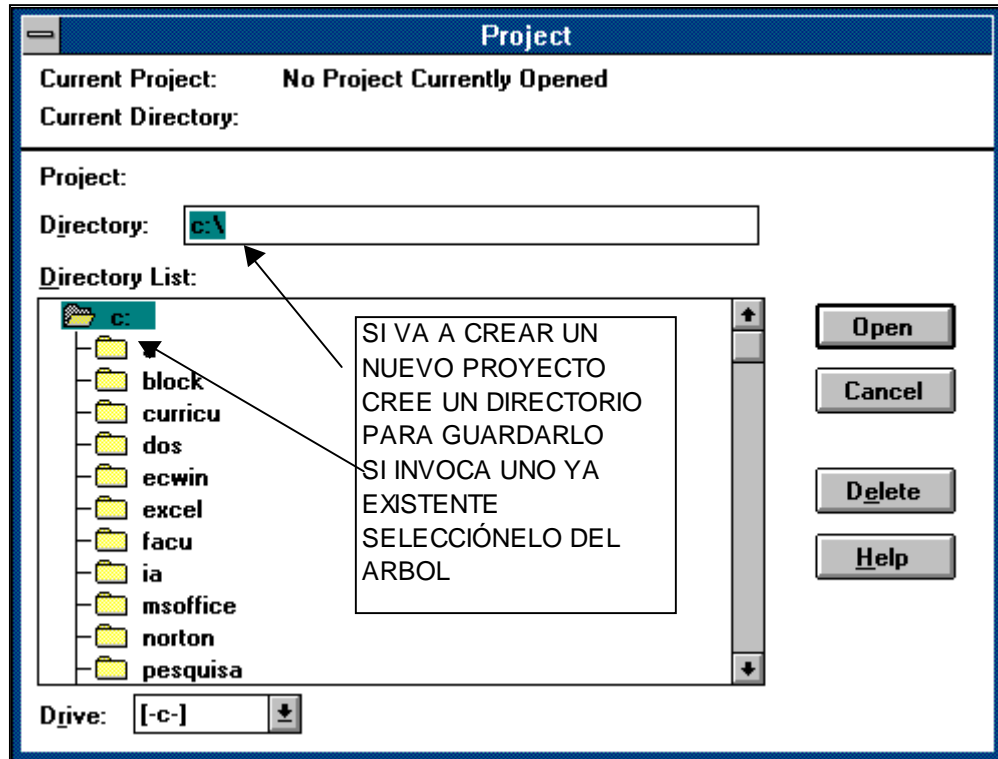 Project
Current Project: No Project Currently Opened
Current Directory:
Project:
Directory: c:\
Directory List:
c:
block
curricu
dos
ecwin
excel
facu
ia
msoffice
norton
pesquisa
SI VA A CREAR UN
NUEVO PROYECTO
CREE UN DIRECTORIO
PARA GUARDARLO
SI INVOCA UNO YA
EXISTENTE
SELECCIÓNELO DEL
ARBOL
Open
Cancel
Delete
Help
Drive: [-c-]